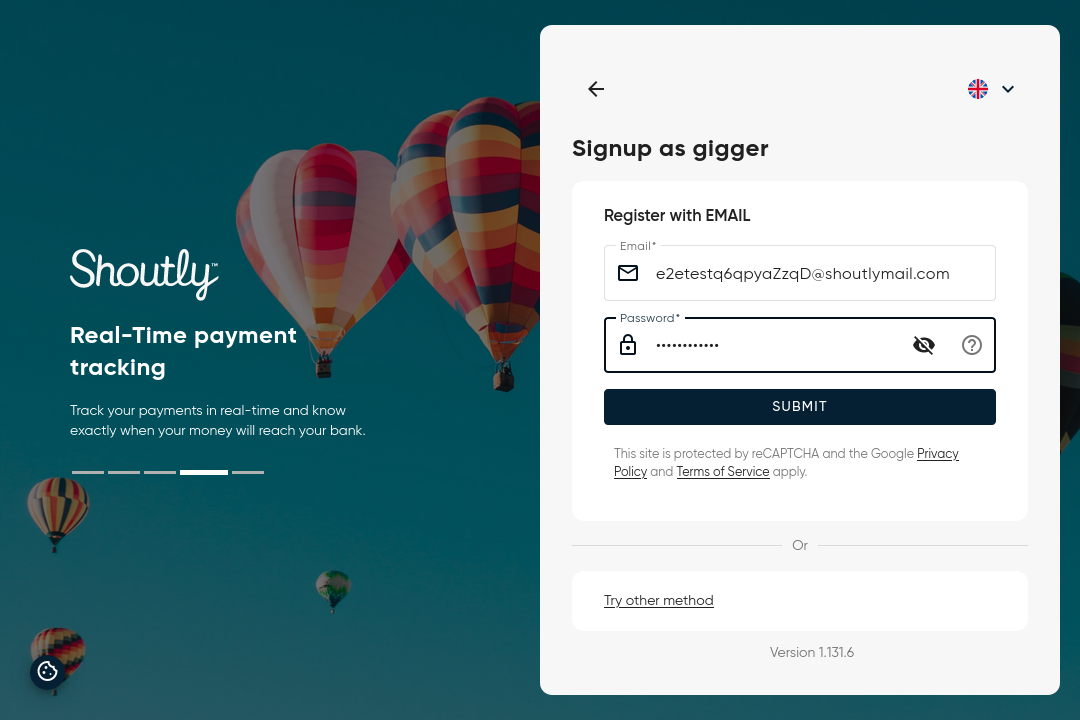 Shoutly™
Real-Time payment
tracking
Track your payments in real-time and know
exactly when your money will reach your bank.
Signup as gigger
Register with EMAIL
Email*
e2etestq6qpyaZzqD@shoutlymail.com
Password*
••••••••••••
SUBMIT
This site is protected by reCAPTCHA and the Google Privacy
Policy and Terms of Service apply.
Or
Try other method
Version 1.131.6